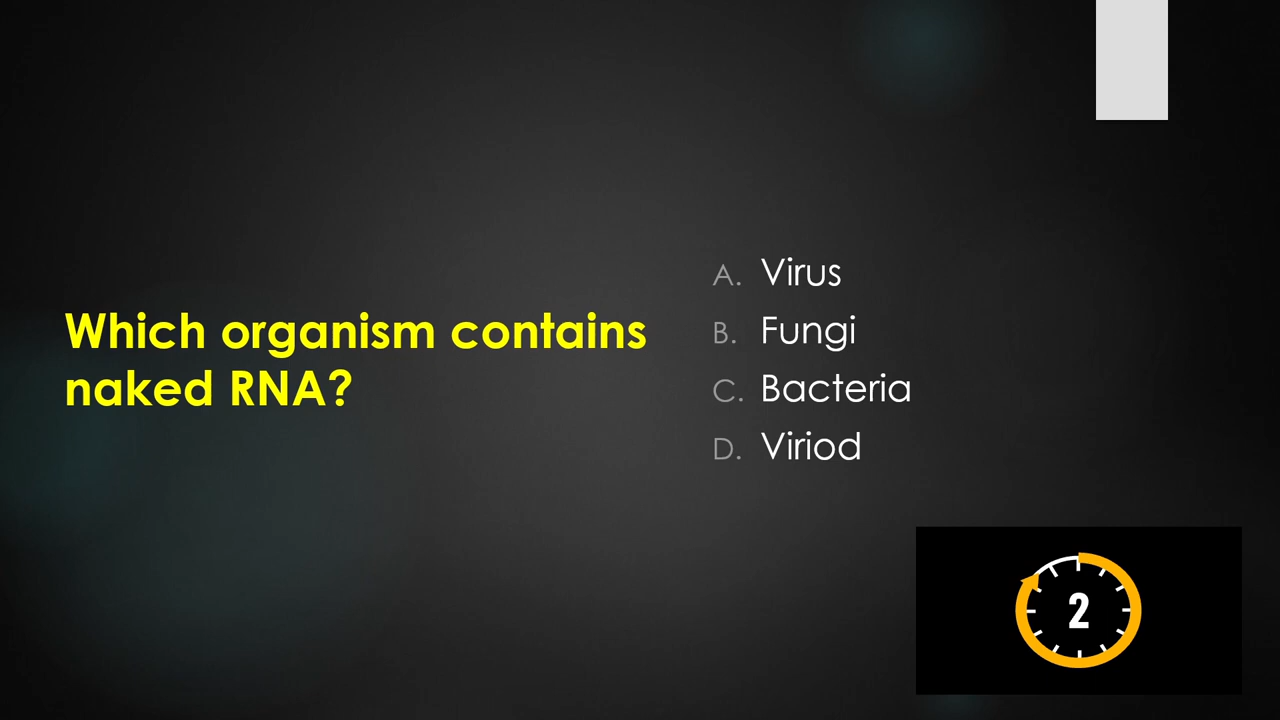 Which organism contains
naked RNA?
A. Virus
B. Fungi
C. Bacteria
D. Viriod
2